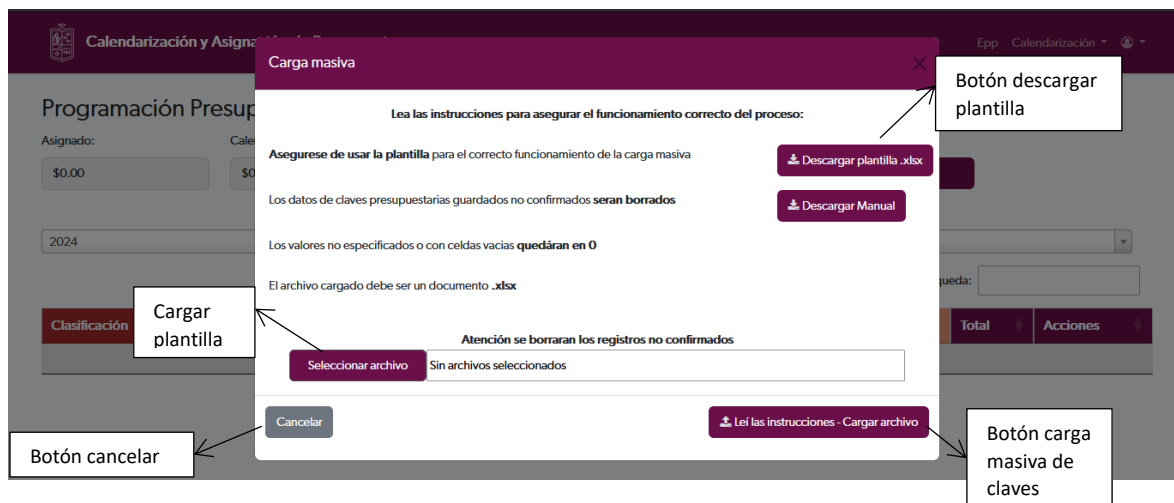 Calendarización y Asigna
Epp Calendarización
Carga masiva
Botón descargar
plantilla
Programación Presup
Lea las instrucciones para asegurar el funcionamiento correcto del proceso:
Asignado:
Cale
Asegurese de usar la plantilla para el correcto funcionamiento de la carga masiva
Descargar plantilla .xlsx
$0.00
$0
Los datos de claves presupuestarias guardados no confirmados seran borrados
Descargar Manual
2024
Los valores no especificados o con celdas vacias quedáran en 0
queda:
El archivo cargado debe ser un documento .xlsx
Cargar
plantilla
Clasificación
Total
Acciones
Atención se borraran los registros no confirmados
Seleccionar archivo
Sin archivos seleccionados
Cancelar
Leí las instrucciones - Cargar archivo
Botón cancelar
Botón carga
masiva de
claves